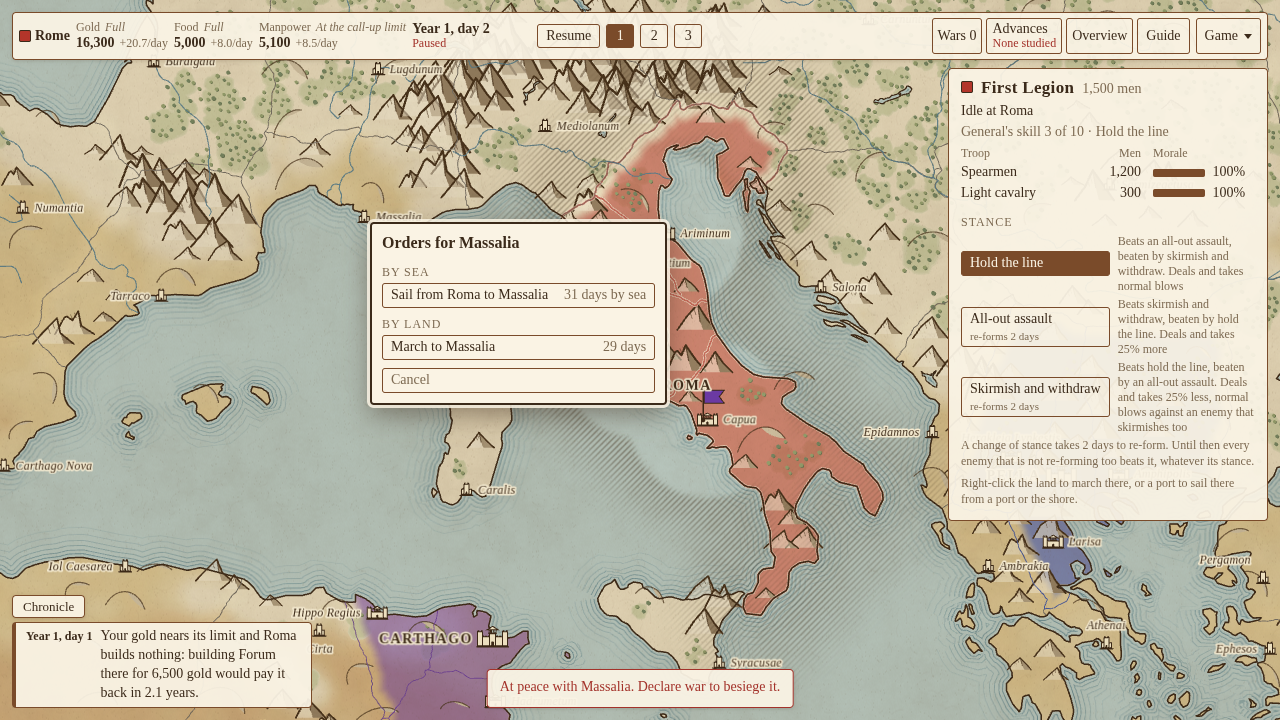 Rome
Gold Full
16,300 +20.7/day
Food Full
5,000 +8.0/day
Manpower At the call-up limit
5,100 +8.5/day
Year 1, day 2
Paused
Resume
1
2
3
Wars 0
Advances
None studied
Overview
Guide
Game
Burdigala
Lugdunum
Mediolanum
Numantia
Massalia
Ariminum
Tarraco
Salona
First Legion 1,500 men
Idle at Roma
General's skill 3 of 10 · Hold the line
Troop Men Morale
Spearmen 1,200 100%
Light cavalry 300 100%
STANCE
Hold the line
Beats an all-out assault,
beaten by skirmish and
withdraw. Deals and takes
normal blows
All-out assault
re-forms 2 days
Beats skirmish and
withdraw, beaten by hold
the line. Deals and takes
25% more
Skirmish and withdraw
re-forms 2 days
Beats hold the line, beaten
by an all-out assault. Deals
and takes 25% less, normal
blows against an enemy that
skirmishes too
A change of stance takes 2 days to re-form. Until then every
enemy that is not re-forming too beats it, whatever its stance.
Right-click the land to march there, or a port to sail there
from a port or the shore.
Orders for Massalia
BY SEA
Sail from Roma to Massalia 31 days by sea
BY LAND
March to Massalia 29 days
Cancel
OMA
Capua
Epidamnos
Carthago Nova
Caralis
Larisa
Ambrakia
Pergamon
Iol Caesarea
Hippo Regius
Cirta
CARTHAGO
Athenai
Ephesos
Syracusae
Chronicle
Year 1, day 1 Your gold nears its limit and Roma
builds nothing: building Forum
there for 6,500 gold would pay it
back in 2.1 years.
At peace with Massalia. Declare war to besiege it.